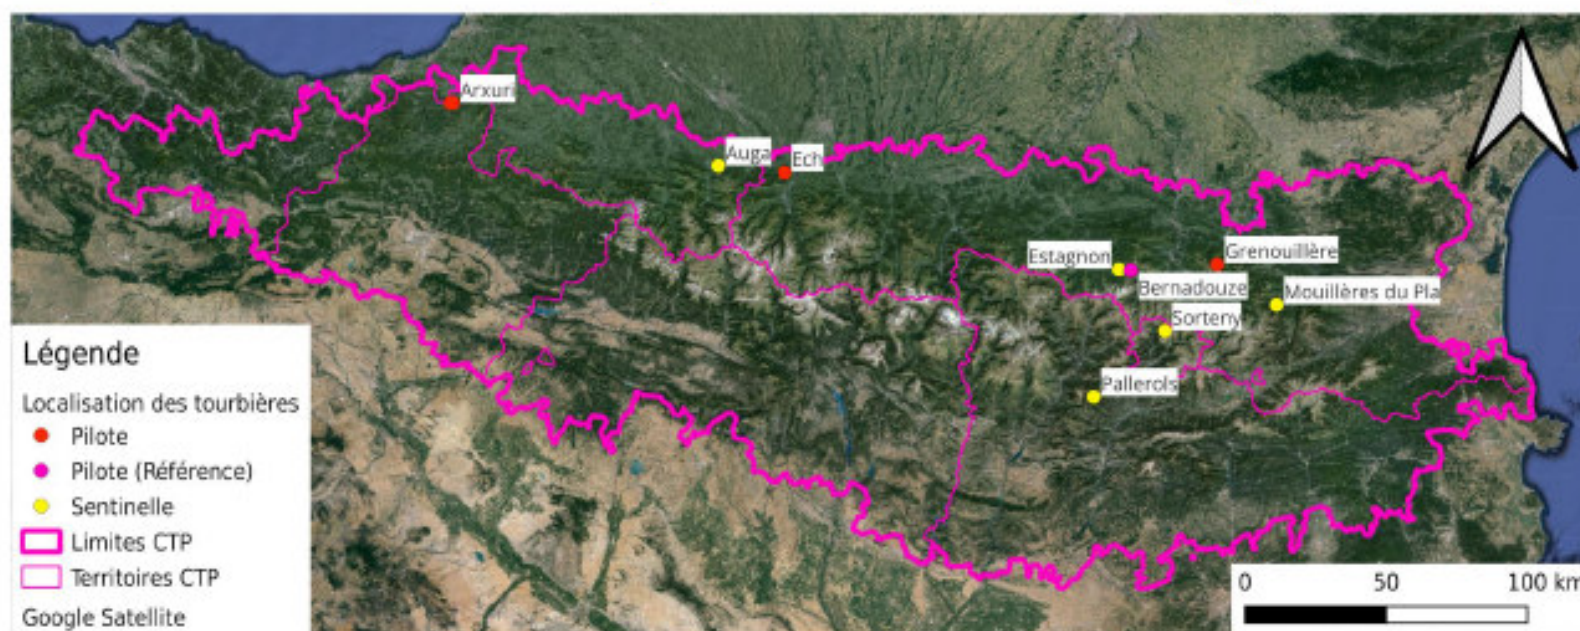 Arxuri
Auga
Ech
Estagnon
Grenouillère
Bernadouze
Mouillères du Pla
Sorteny
Pallerols
Légende
Localisation des tourbières
Pilote
Pilote (Référence)
Sentinelle
Limites CTP
Territoires CTP
Google Satellite
0 50 100 km